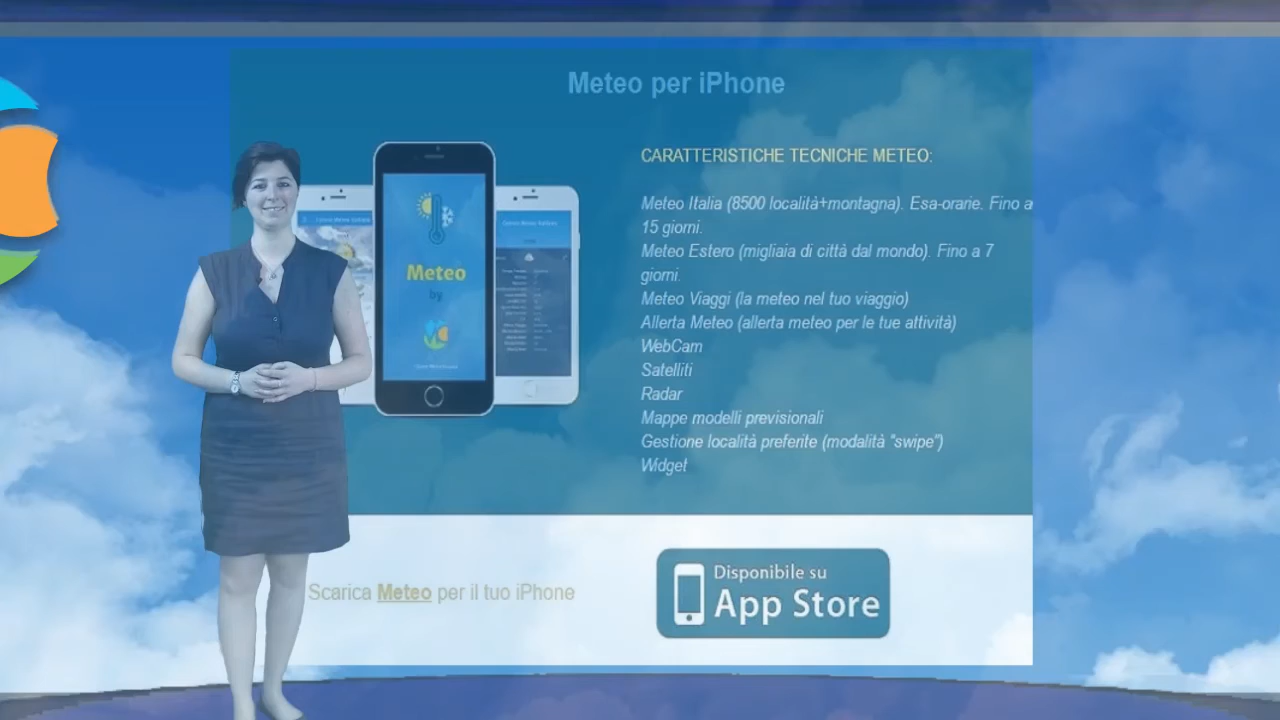 Meteo per iPhone
CARATTERISTICHE TECNICHE METEO:
Meteo Italia (8500 località+montagna). Esa-orarie. Fino a
15 giorni.
Meteo Estero (migliaia di città dal mondo). Fino a 7
giorni.
Meteo Viaggi (la meteo nel tuo viaggio)
Allerta Meteo (allerta meteo per le tue attività)
WebCam
Satelliti
Radar
Mappe modelli previsionali
Gestione località preferite (modalità "swipe")
Widget
Meteo
by
Scarica Meteo per il tuo iPhone
Disponibile su
App Store